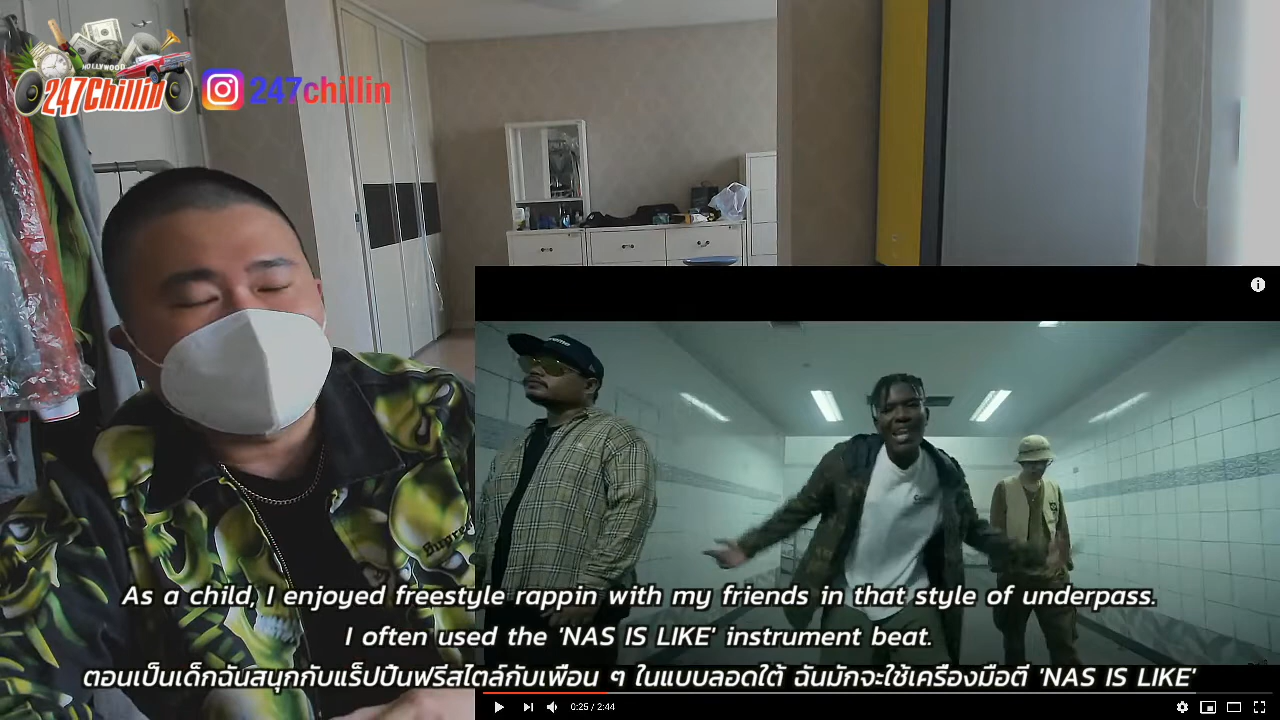 HOLLYWOOD
247Chillin
247chillin
Supreme
As a child, I enjoyed freestyle rappin with my friends in that style of underpass.
I often used the 'NAS IS LIKE' instrument beat.
ตอนเป็นเด็กฉันสนุกกับแร็ปปินฟรีสไตล์กับเพื่อน ๆ ในแบบลอดใต้ ฉันมักจะใช้เครื่องมือตี 'NAS IS LIKE'
0:25 / 2:44